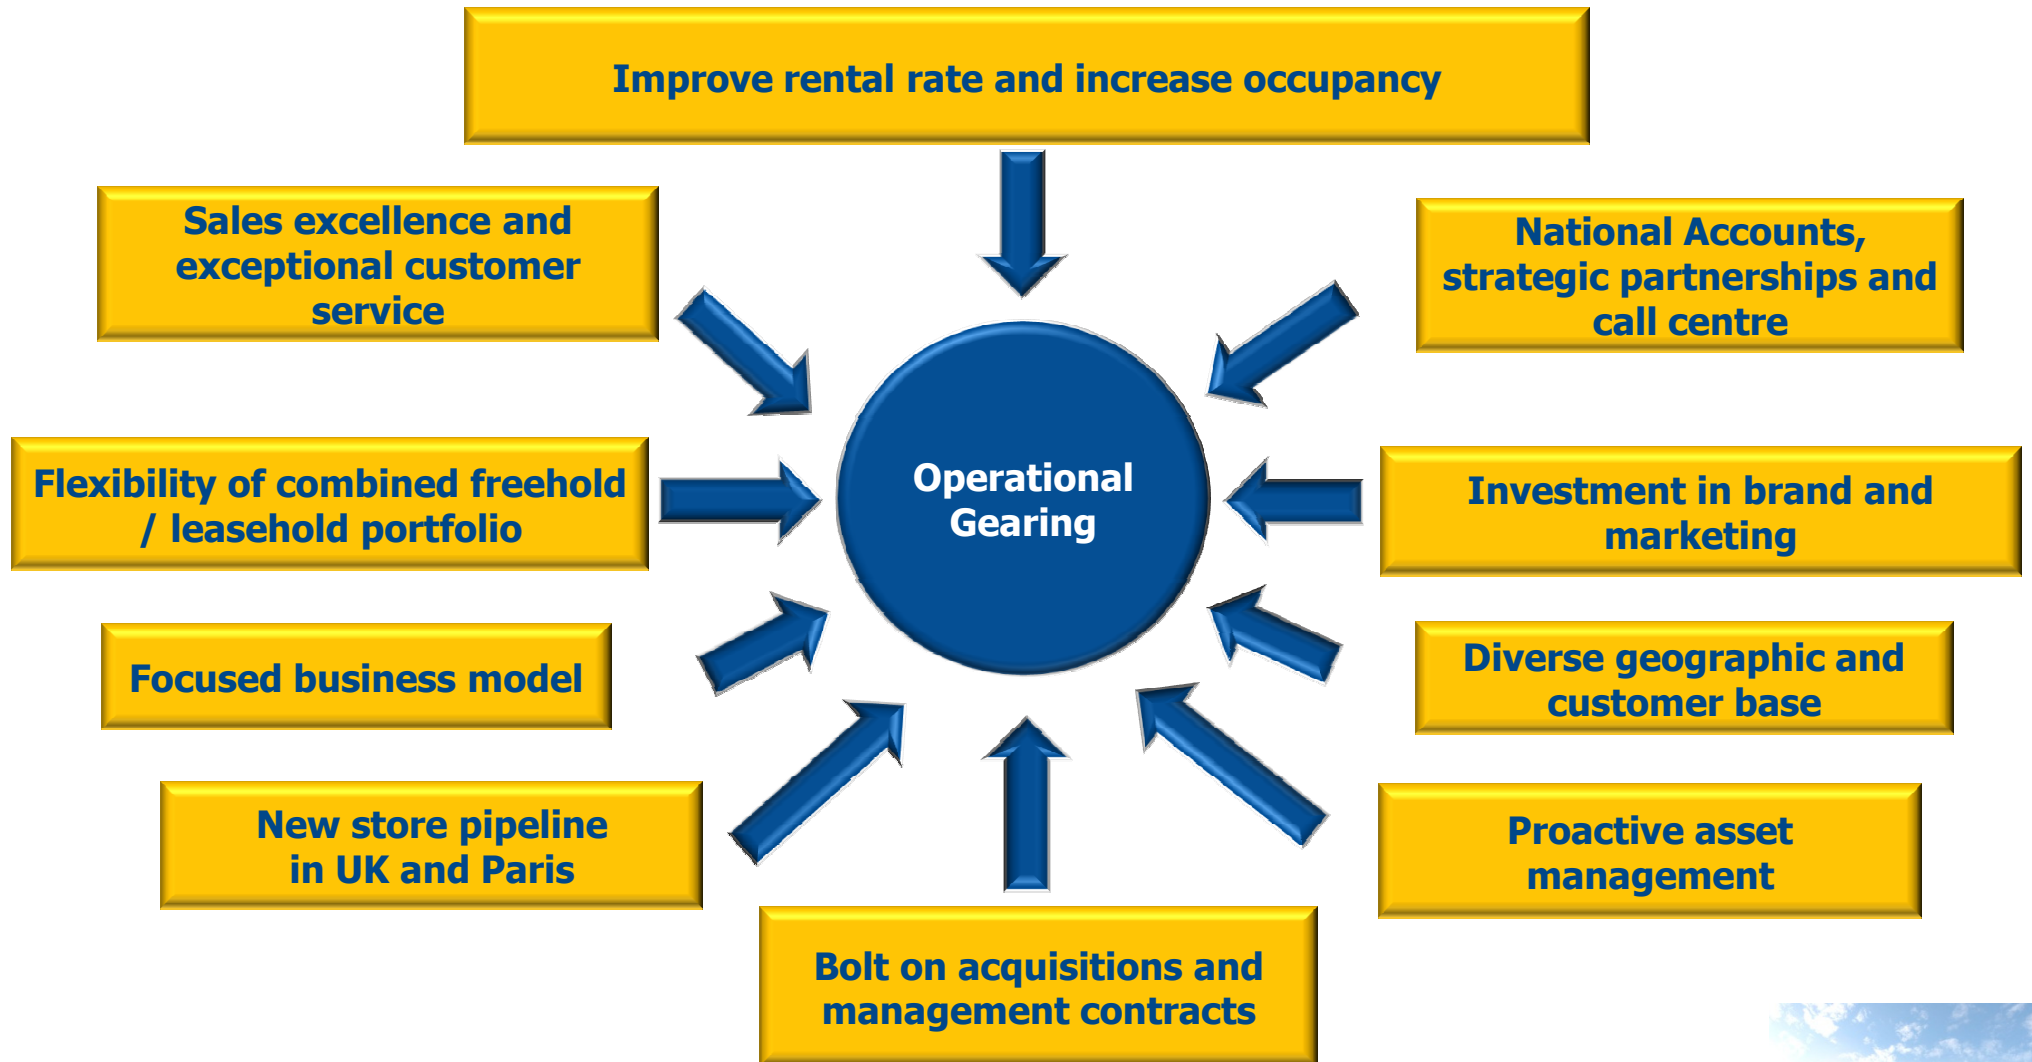 Improve rental rate and increase occupancy
Sales excellence and
exceptional customer
service
National Accounts,
strategic partnerships and
call centre
Flexibility of combined freehold
/ leasehold portfolio
Operational
Gearing
Investment in brand and
marketing
Focused business model
Diverse geographic and
customer base
New store pipeline
in UK and Paris
Proactive asset
management
Bolt on acquisitions and
management contracts